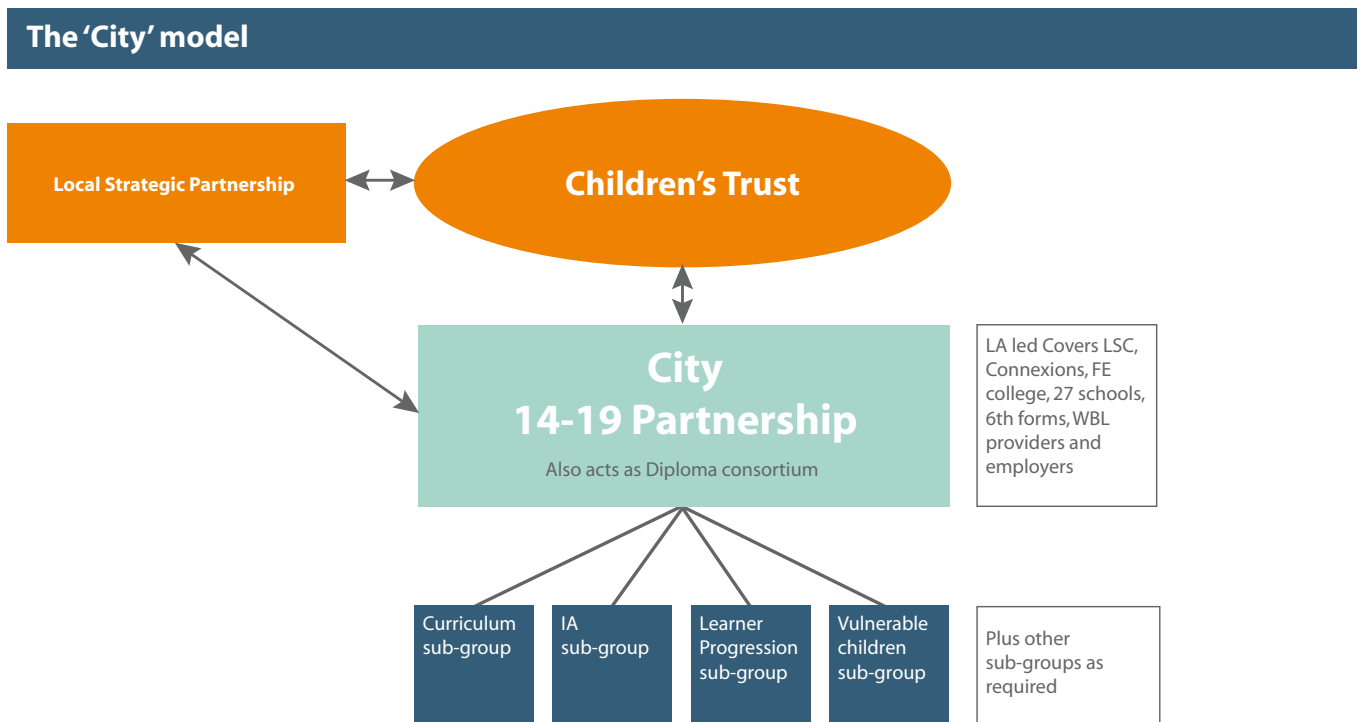 The ‘City’ model
Local Strategic Partnership
Children’s Trust
City
14-19 Partnership
Also acts as Diploma consortium
LA led Covers LSC,
Connexions, FE
college, 27 schools,
6th forms, WBL
providers and
employers
Curriculum
sub-group
IA
sub-group
Learner
Progression
sub-group
Vulnerable
children
sub-group
Plus other
sub-groups as
required